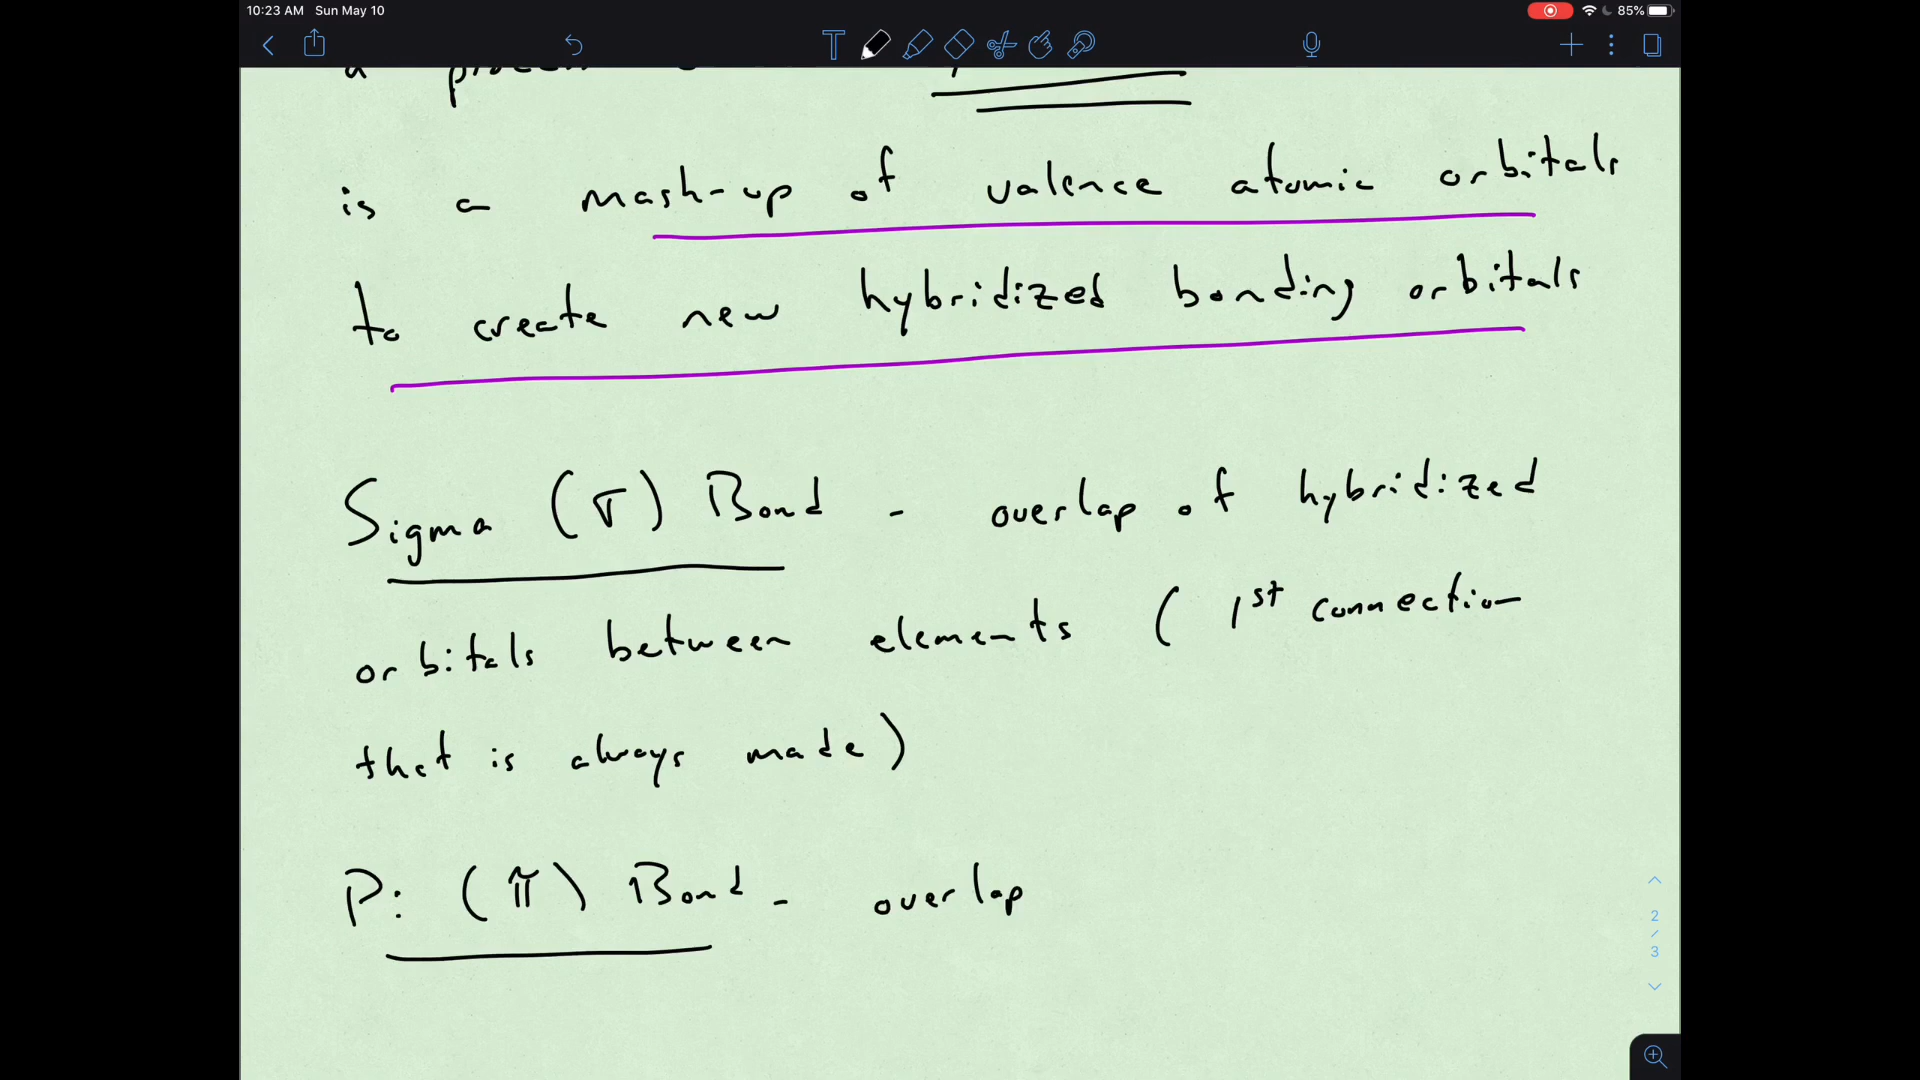 10:23 AM Sun May 10
85%
T
a
is a mash-up of valence atomic orbitals
to create new hybridized bonding orbitals
Sigma (σ) Bond - overlap of hybridized
orbitals between elements ( 1st connection
that is always made)
Pi (π) Bond - overlap
2
/
3